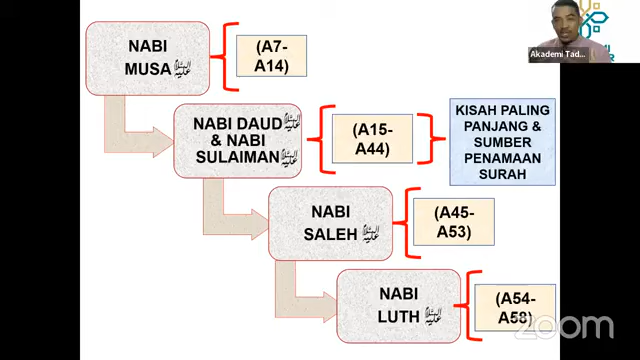 NABI
MUSA عليه السلام
(A7-
A14)
NABI DAUD عليه السلام
& NABI
SULAIMAN عليه السلام
(A15-
A44)
KISAH PALING
PANJANG &
SUMBER
PENAMAAN
SURAH
NABI
SALEH عليه السلام
(A45-
A53)
NABI
LUTH عليه السلام
(A54-
A58)
Akademi Tad...
zoom